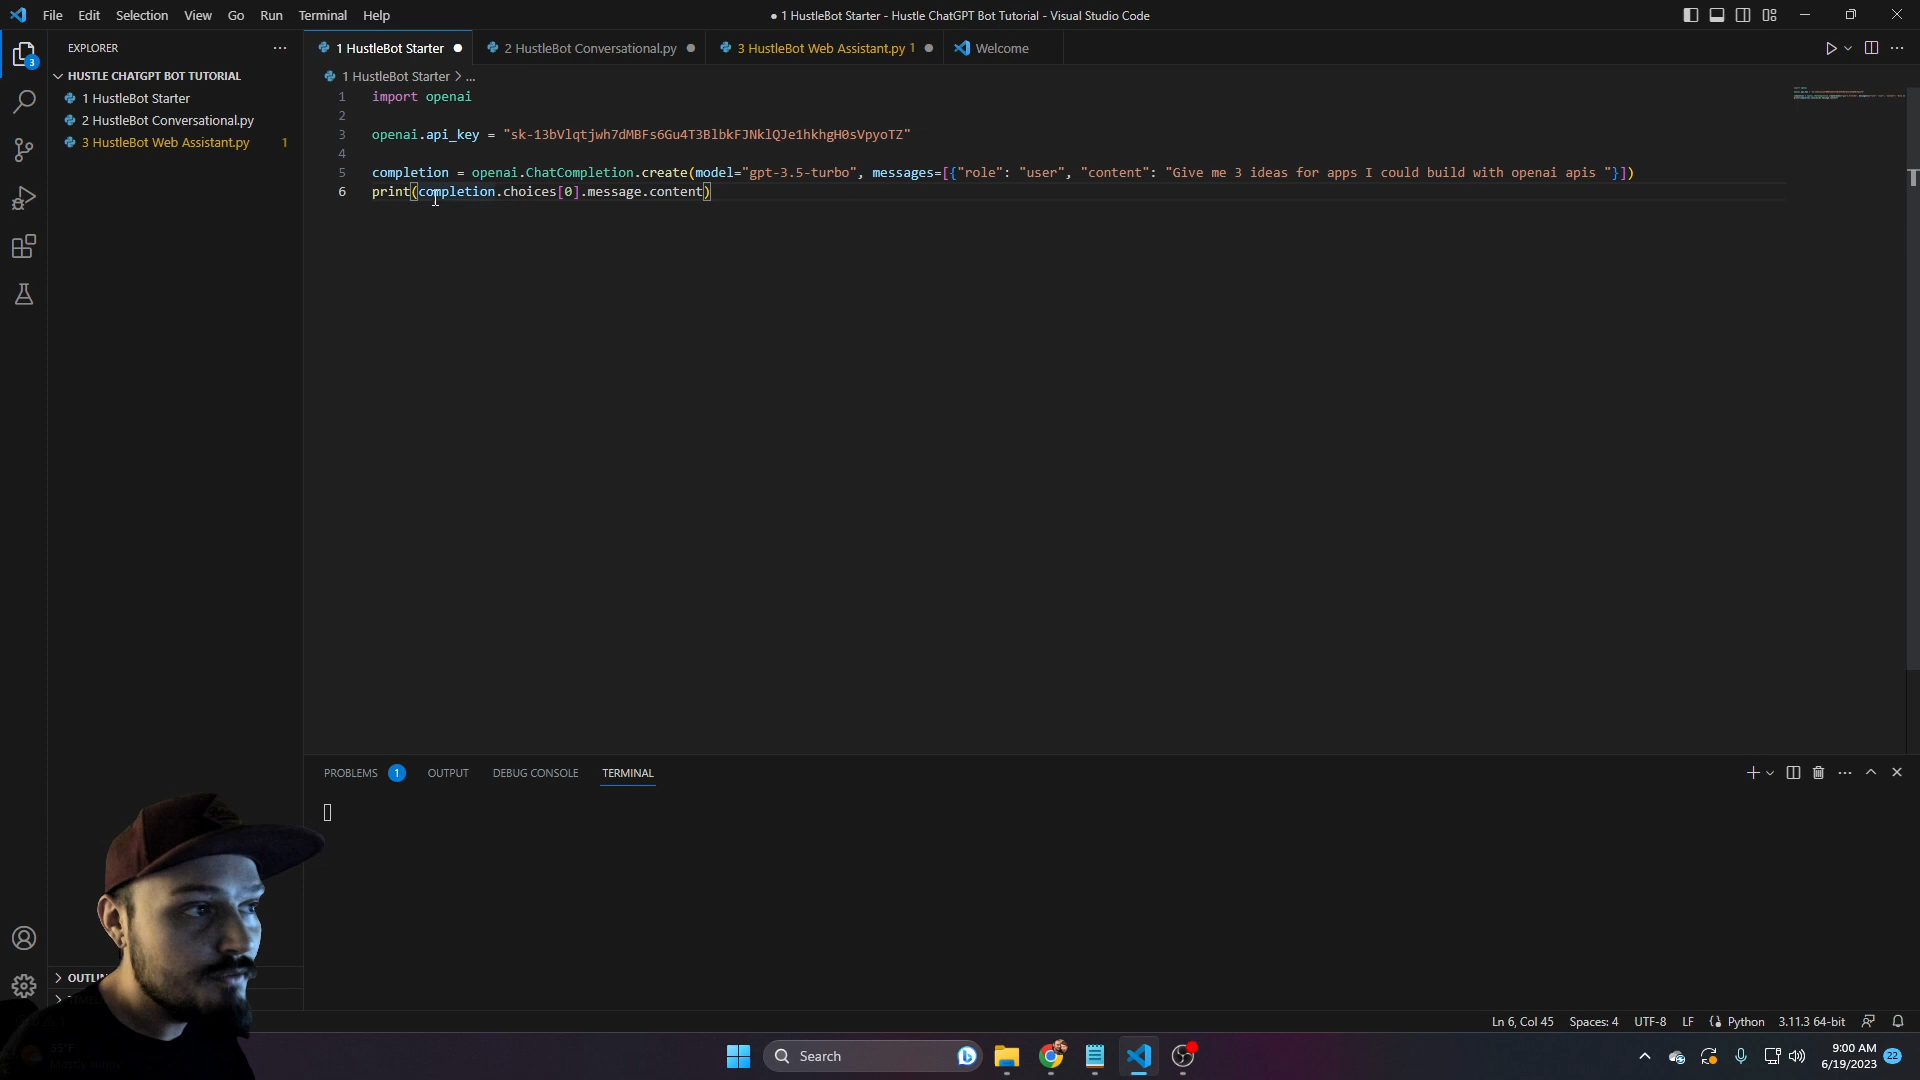 File Edit Selection View Go Run Terminal Help
● 1 HustleBot Starter - Hustle ChatGPT Bot Tutorial - Visual Studio Code
EXPLORER
HUSTLE CHATGPT BOT TUTORIAL
1 HustleBot Starter
2 HustleBot Conversational.py
3 HustleBot Web Assistant.py 1
3
1 HustleBot Starter
2 HustleBot Conversational.py
3 HustleBot Web Assistant.py 1
Welcome
1 HustleBot Starter > ...
1 import openai
2
3 openai.api_key = "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"
4
5 completion = openai.ChatCompletion.create(model="gpt-3.5-turbo", messages=[{"role": "user", "content": "Give me 3 ideas for apps I could build with openai apis "}])
6 print(completion.choices[0].message.content)
PROBLEMS 1 OUTPUT DEBUG CONSOLE TERMINAL
Ln 6, Col 45 Spaces: 4 UTF-8 LF Python 3.11.3 64-bit
55°F
Search
9:00 AM
6/19/2023
22